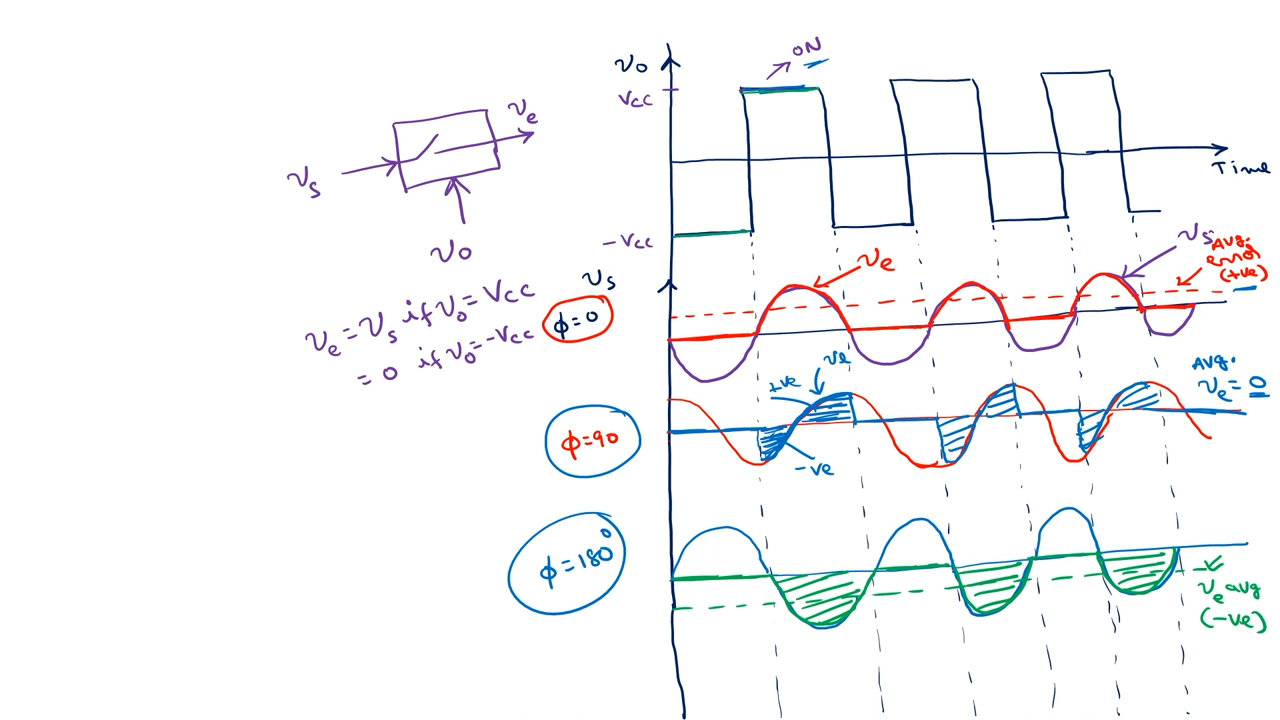 vₛ
vₑ
vo
vₑ = vₛ if vₒ = Vcc
= 0 if vₒ = -Vcc
vo
Vcc
ON
Time
-Vcc
vs
ϕ=0
vₑ
vs
Avg.
error
(+ve)
ϕ=90
+ve
ve
-ve
Avg.
vₑ = 0
ϕ=180°
vₑ avg
(-ve)